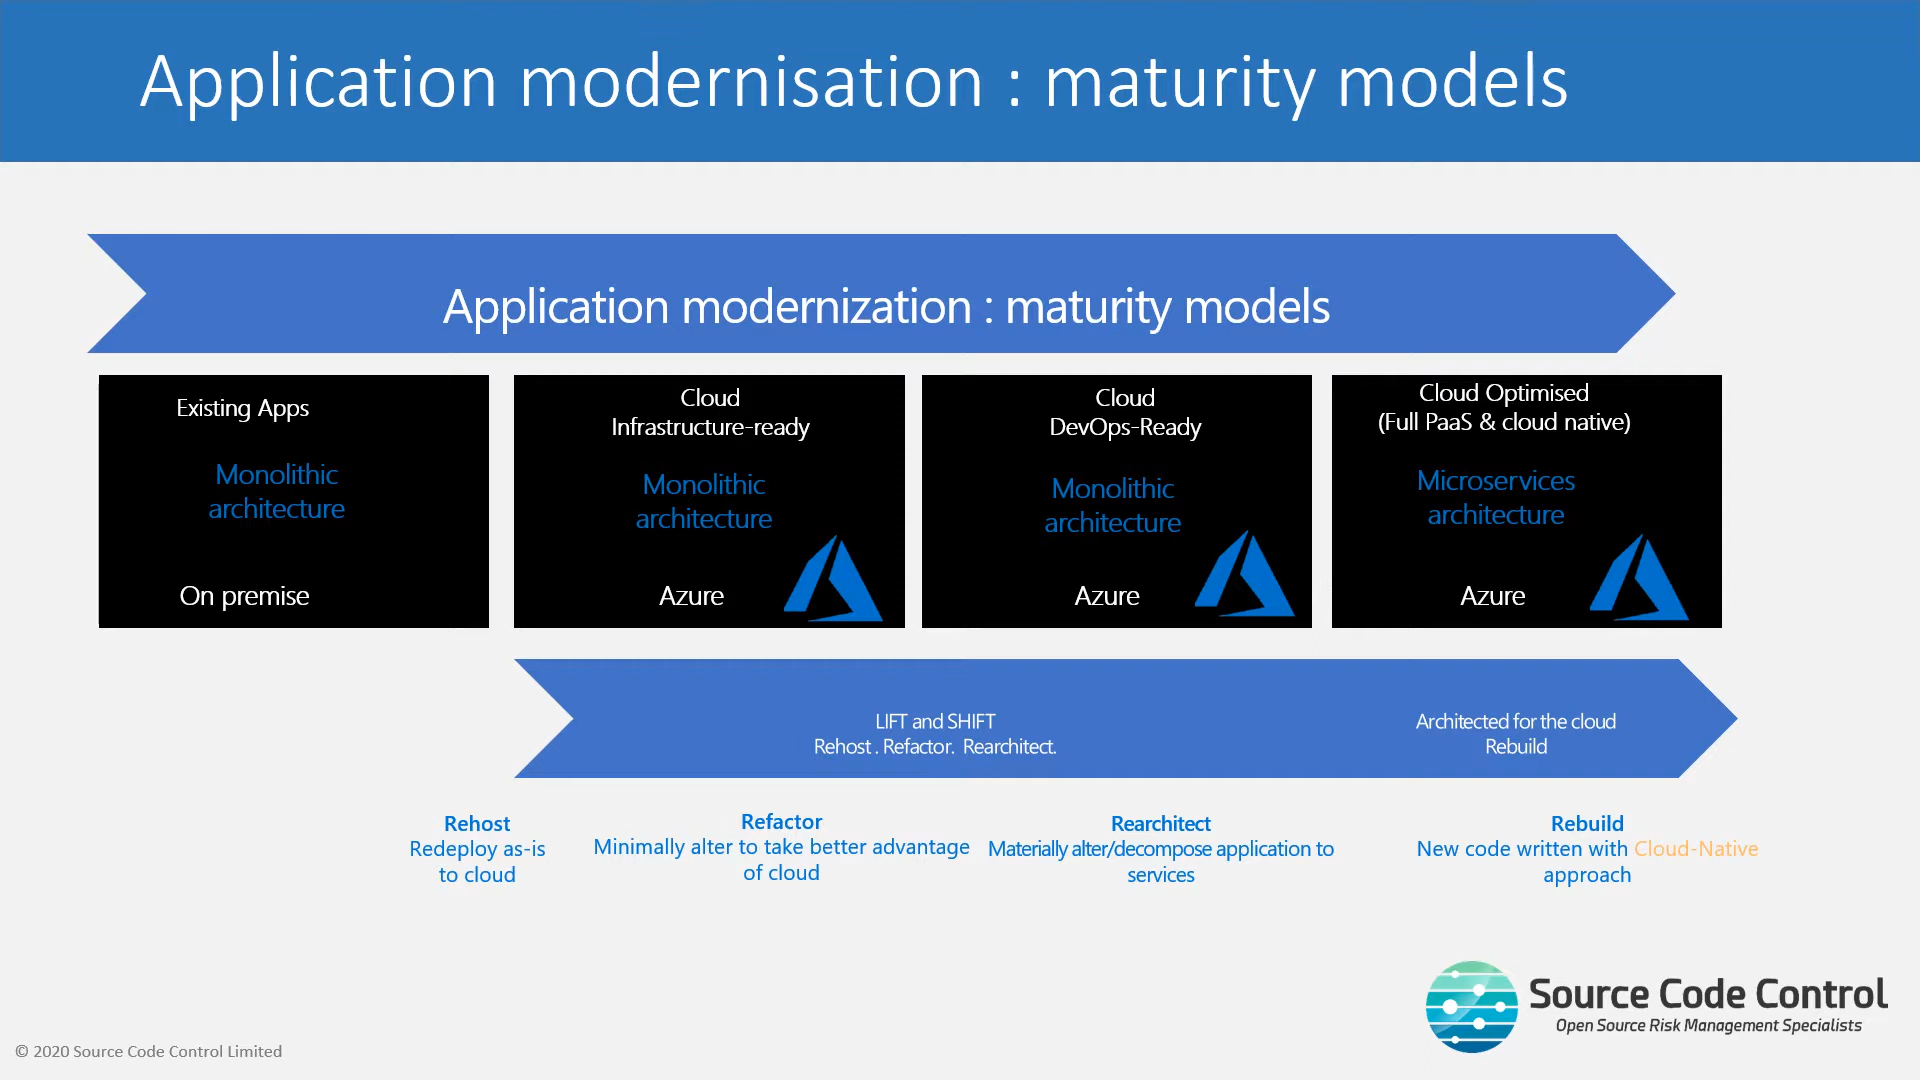 Application modernisation : maturity models
Application modernization : maturity models
Existing Apps
Monolithic
architecture
On premise
Cloud
Infrastructure-ready
Monolithic
architecture
Azure
Cloud
DevOps-Ready
Monolithic
architecture
Azure
Cloud Optimised
(Full PaaS & cloud native)
Microservices
architecture
Azure
LIFT and SHIFT
Rehost . Refactor. Rearchitect.
Architected for the cloud
Rebuild
Rehost
Redeploy as-is
to cloud
Refactor
Minimally alter to take better advantage
of cloud
Rearchitect
Materially alter/decompose application to
services
Rebuild
New code written with Cloud-Native
approach
Source Code Control
Open Source Risk Management Specialists
© 2020 Source Code Control Limited